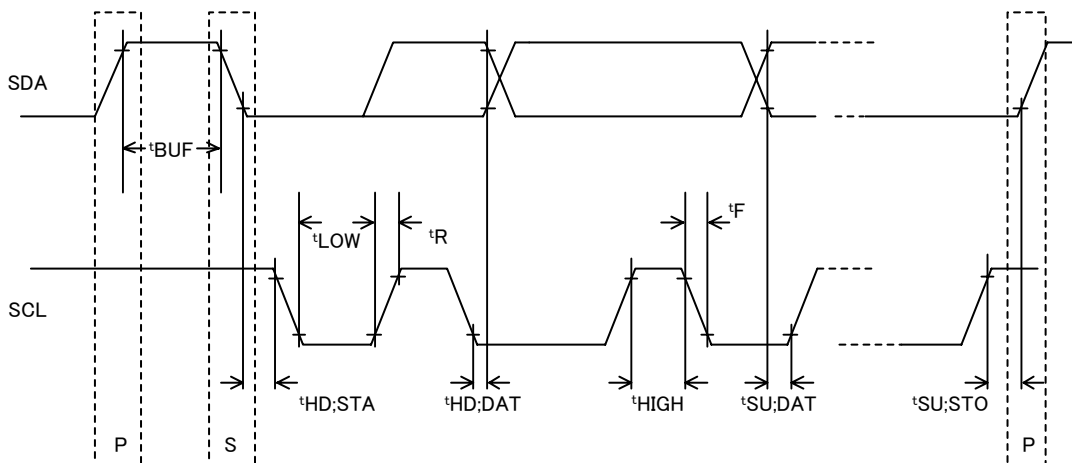 SDA
tBUF
tLOW
tR
tF
SCL
tHD;STA
tHD;DAT
tHIGH
tSU;DAT
tSU;STO
P
S
P